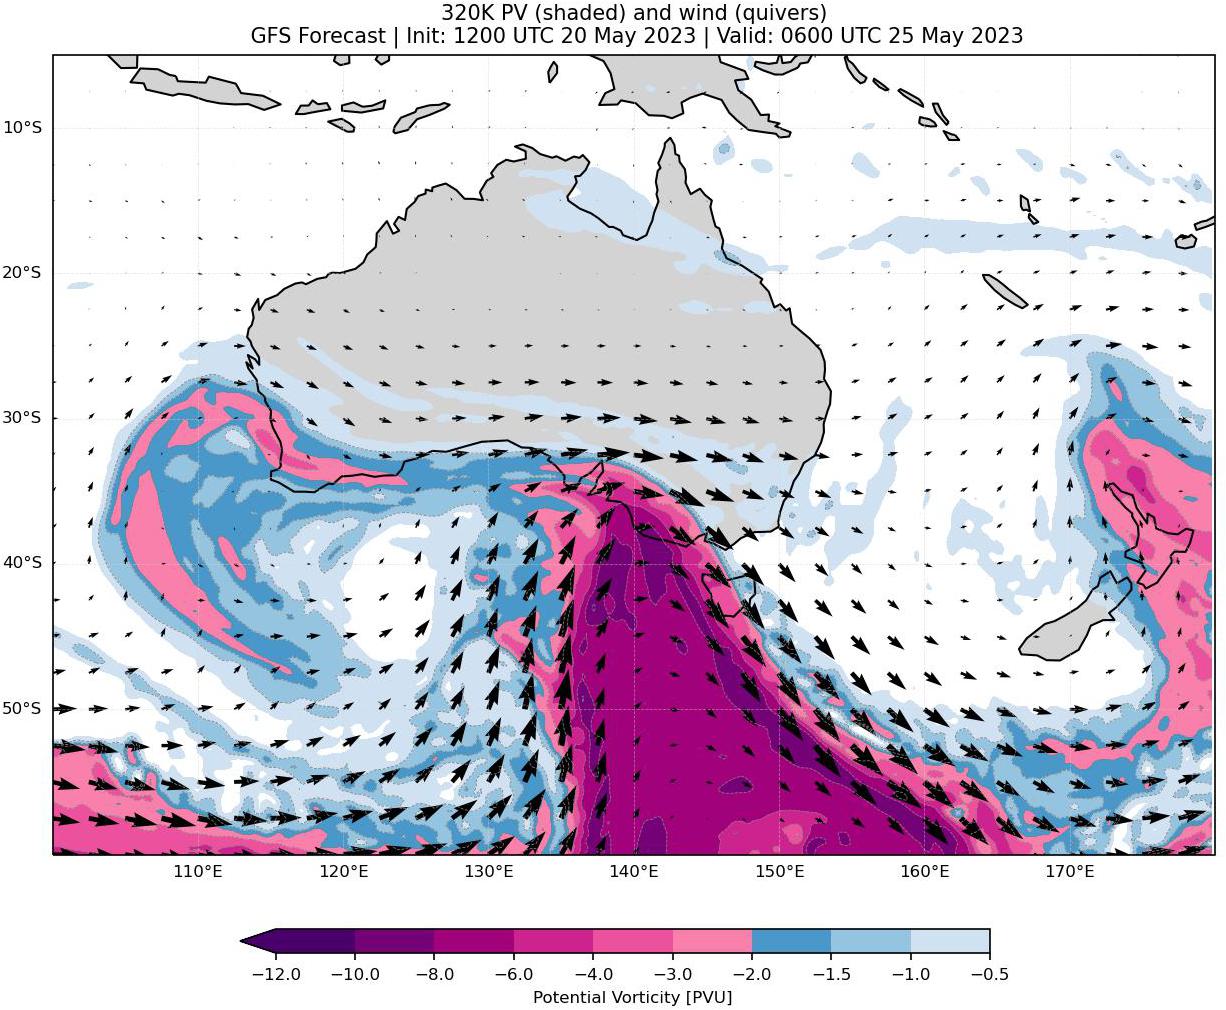 320K PV (shaded) and wind (quivers)
GFS Forecast | Init: 1200 UTC 20 May 2023 | Valid: 0600 UTC 25 May 2023
10°S
20°S
30°S
40°S
50°S
110°E 120°E 130°E 140°E 150°E 160°E 170°E
−12.0 −10.0 −8.0 −6.0 −4.0 −3.0 −2.0 −1.5 −1.0 −0.5
Potential Vorticity [PVU]